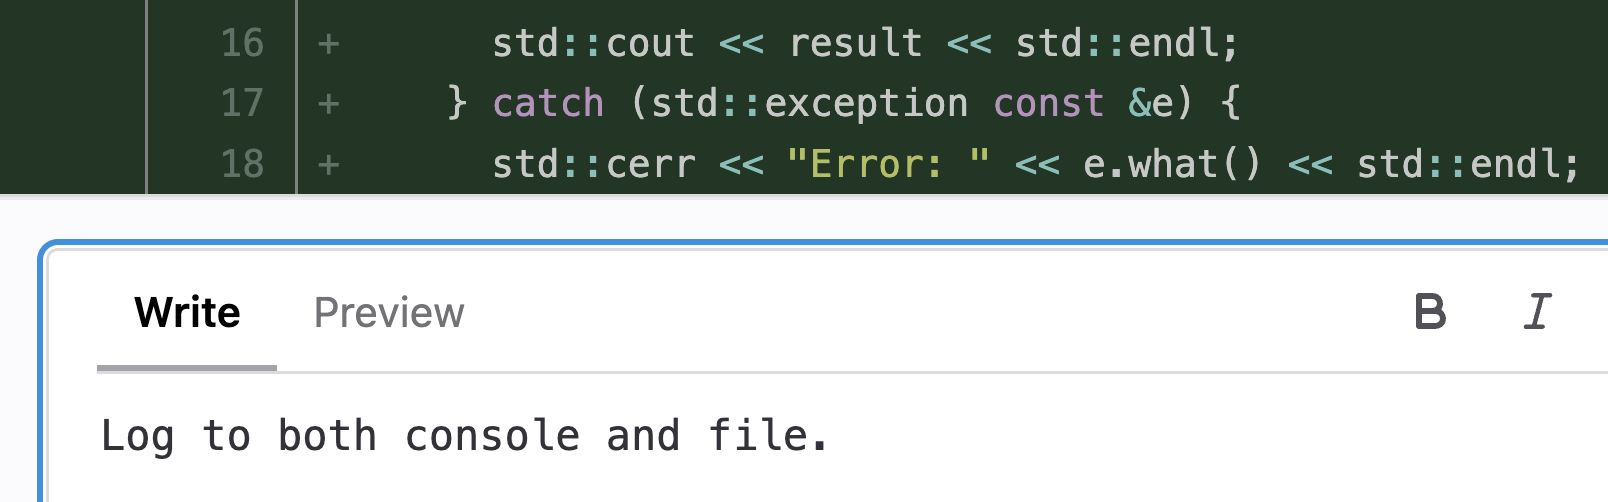 16 + std::cout << result << std::endl;
17 + } catch (std::exception const &e) {
18 + std::cerr << "Error: " << e.what() << std::endl;
Write Preview B I
Log to both console and file.